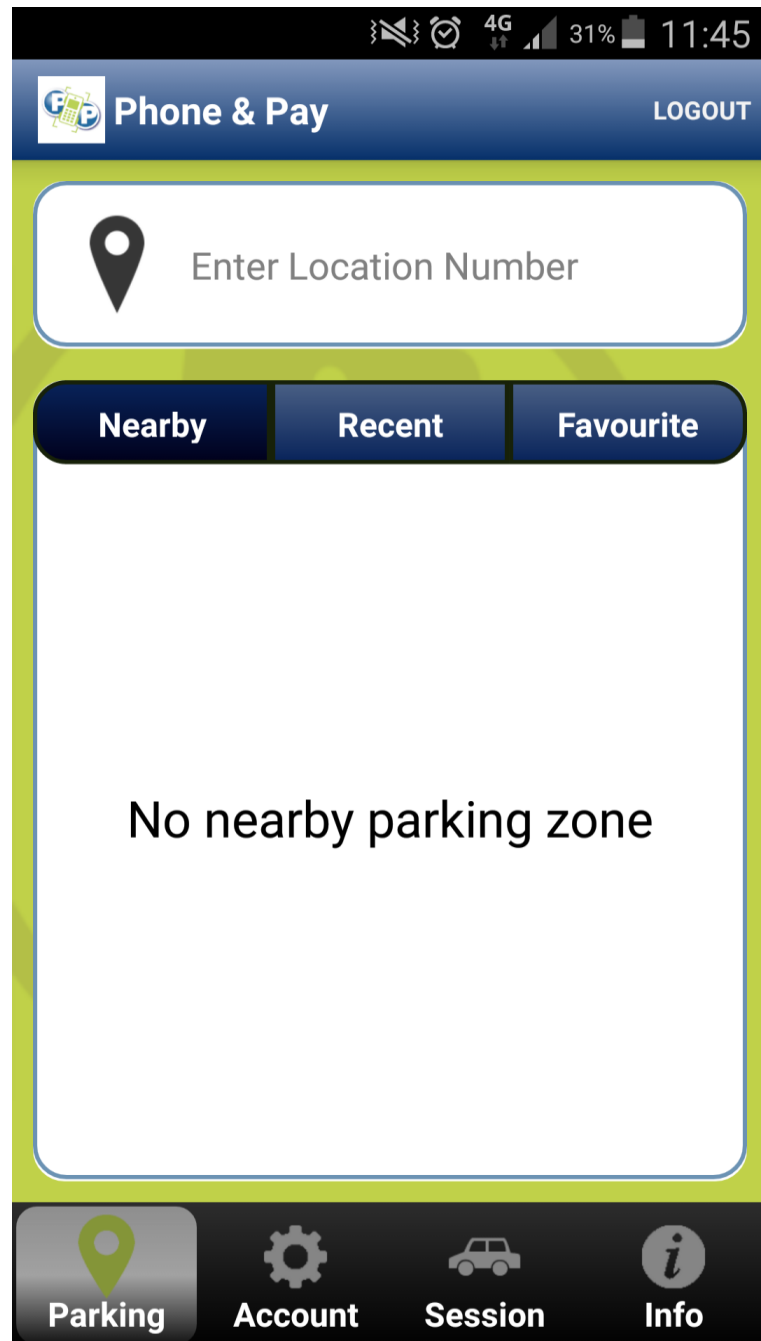 4G 31% 11:45
Phone & Pay LOGOUT
Enter Location Number
Nearby Recent Favourite
No nearby parking zone
Parking Account Session Info